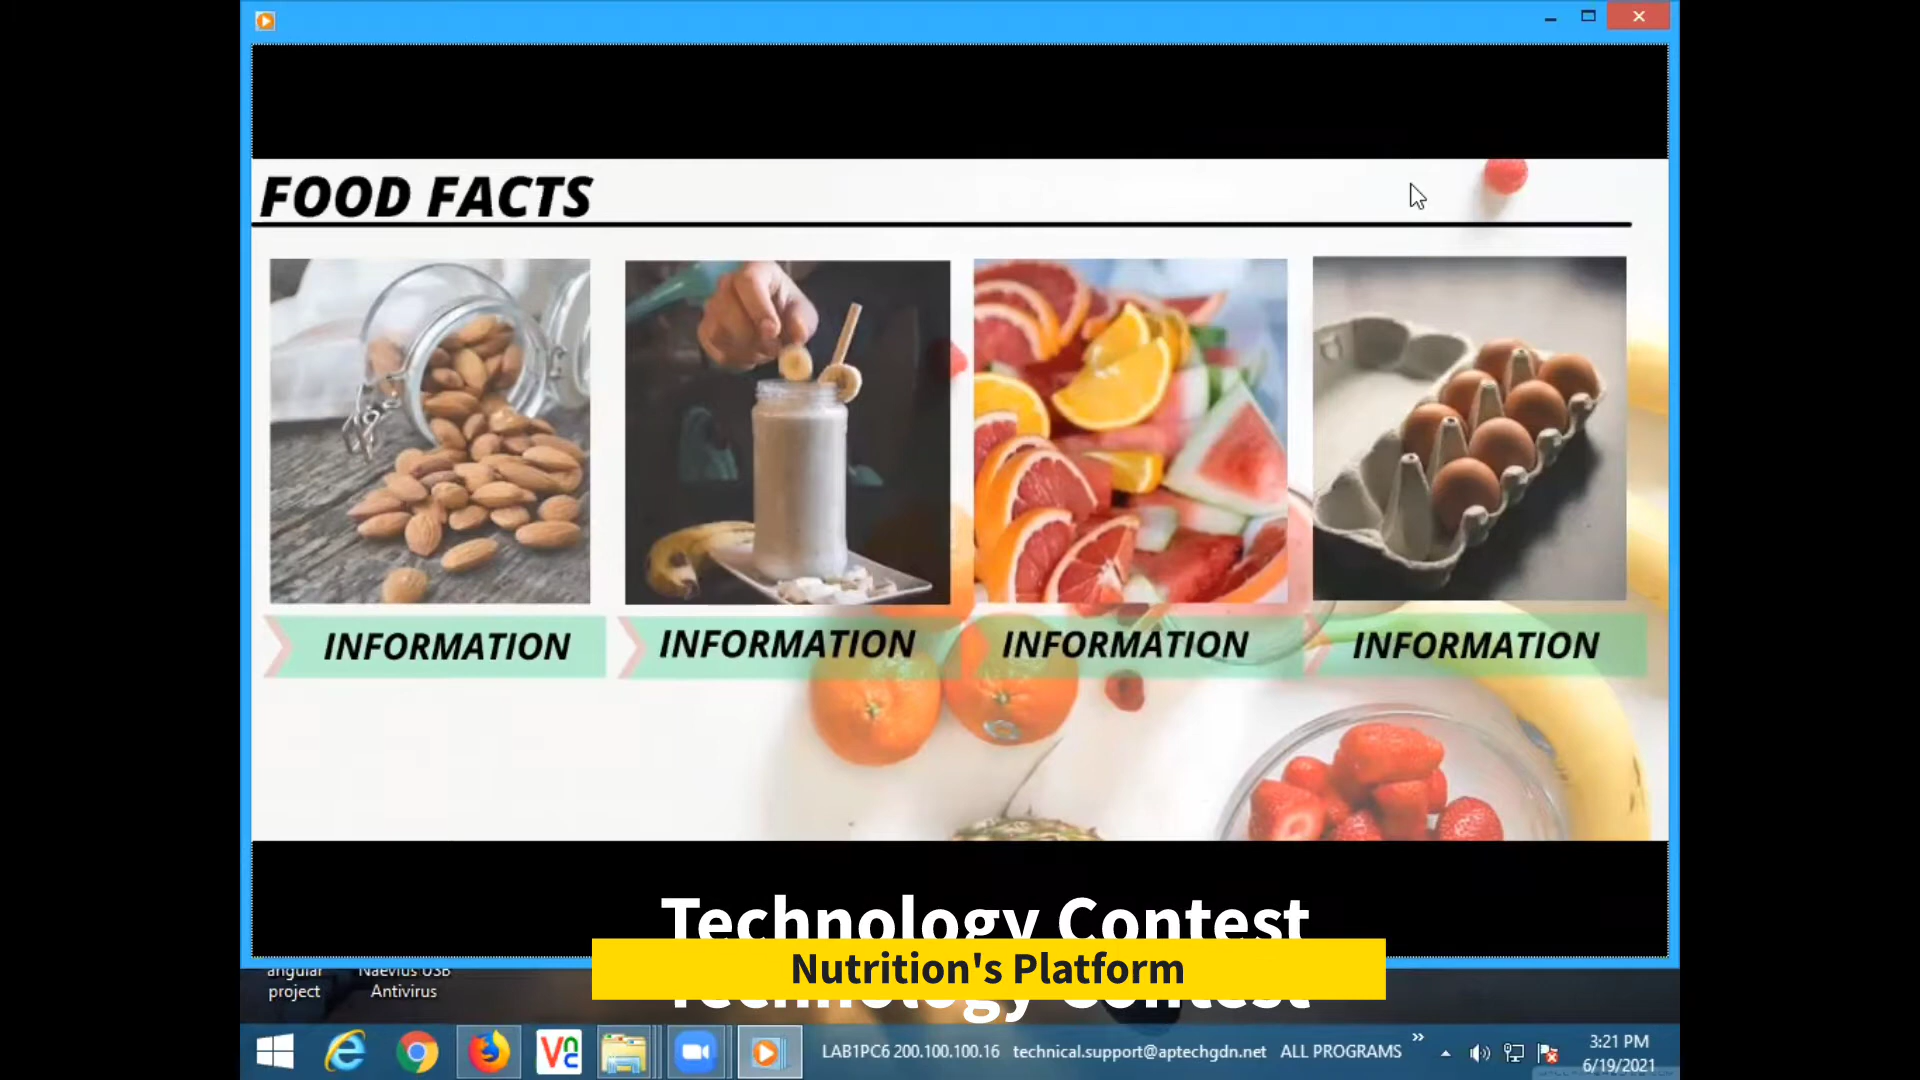 FOOD FACTS
INFORMATION
INFORMATION
INFORMATION
INFORMATION
Technology Contest
Nutrition's Platform
Technology Contest
angular
project
Naevius USB
Antivirus
LAB1PC6 200.100.100.16
technical.support@aptechgdn.net
ALL PROGRAMS
3:21 PM
6/19/2021